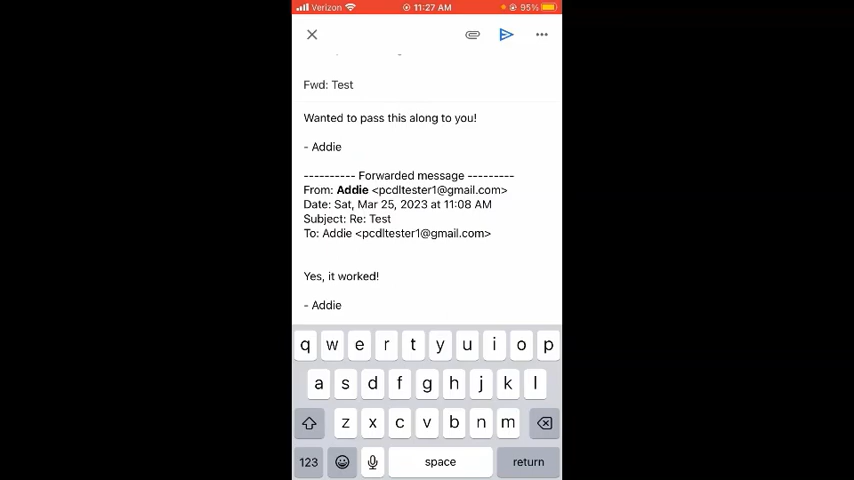 Verizon 11:27 AM 95%
Fwd: Test
Wanted to pass this along to you!
- Addie
---------- Forwarded message ---------
From: Addie <pcdltester1@gmail.com>
Date: Sat, Mar 25, 2023 at 11:08 AM
Subject: Re: Test
To: Addie <pcdltester1@gmail.com>
Yes, it worked!
- Addie
q w e r t y u i o p
a s d f g h j k l
z x c v b n m
123 space return